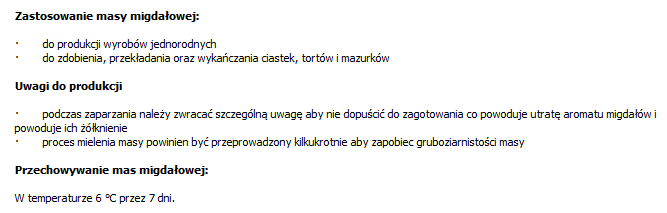 Zastosowanie masy migdałowej:
· do produkcji wyrobów jednorodnych
· do zdobienia, przekładania oraz wykańczania ciastek, tortów i mazurków
Uwagi do produkcji
· podczas zaparzania należy zwracać szczególną uwagę aby nie dopuścić do zagotowania co powoduje utratę aromatu migdałów i
powoduje ich żółknienie
· proces mielenia masy powinien być przeprowadzony kilkukrotnie aby zapobiec gruboziarnistości masy
Przechowywanie mas migdałowej:
W temperaturze 6 °C przez 7 dni.